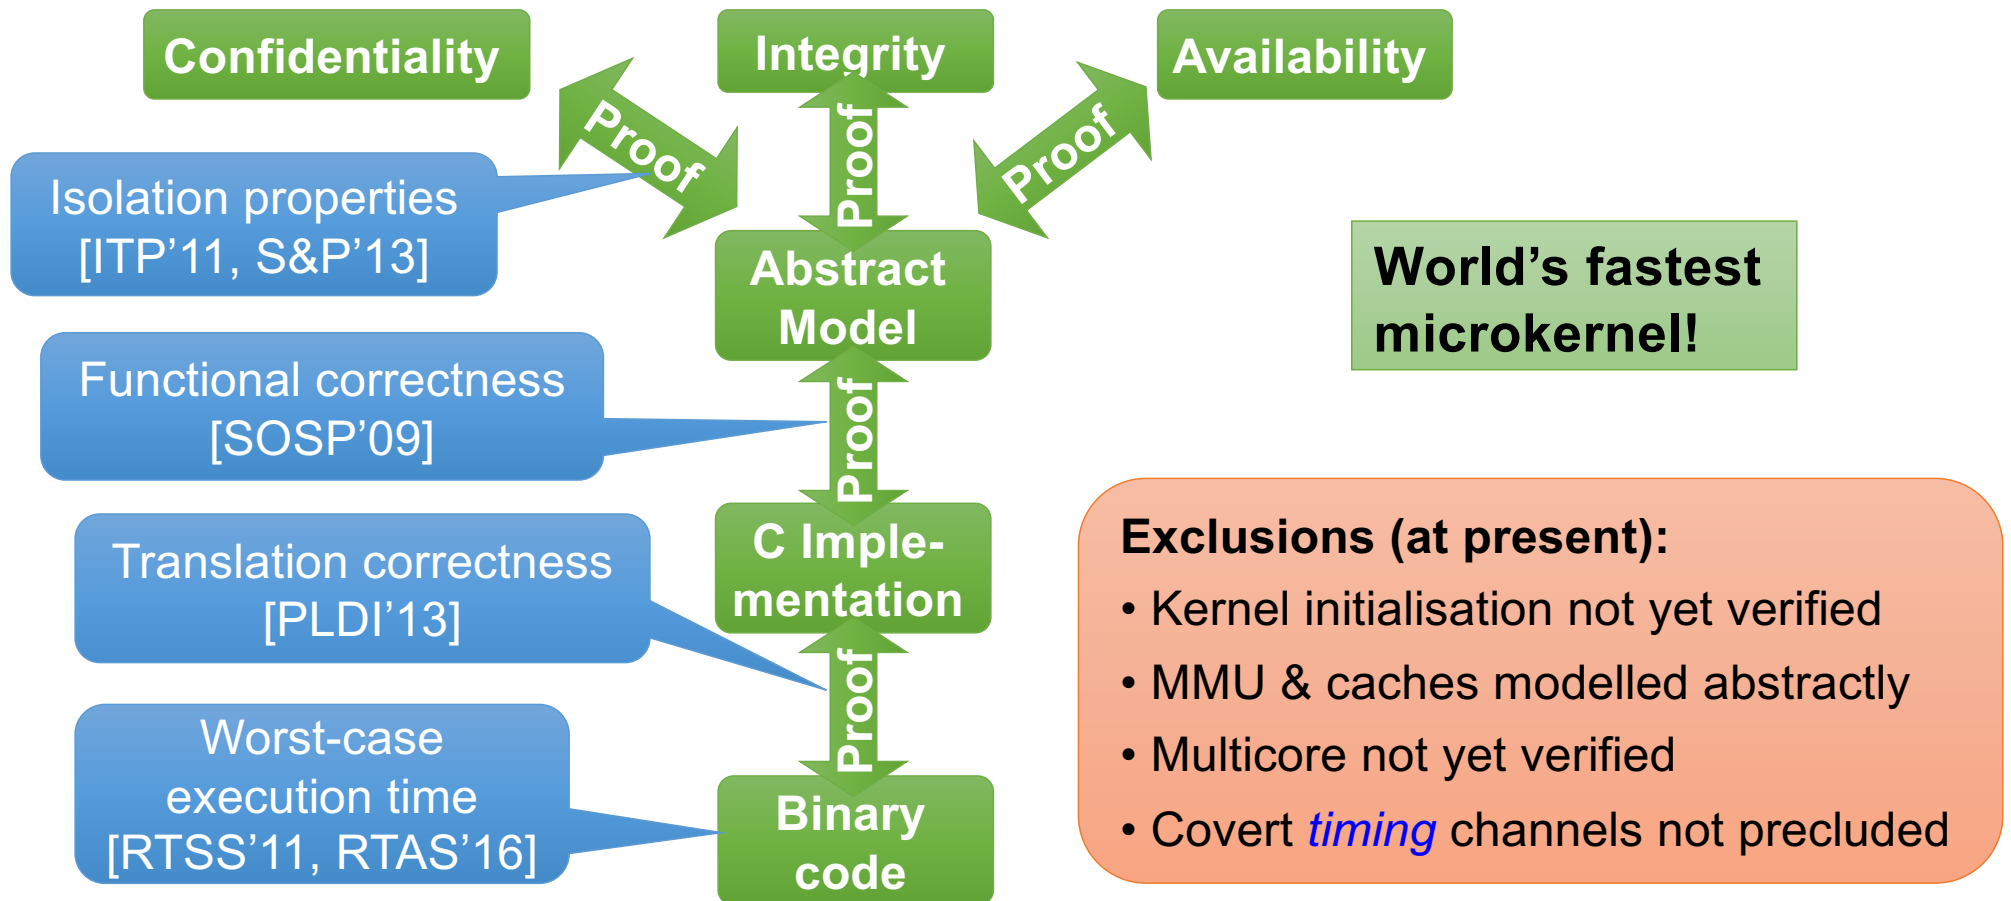 Confidentiality
Integrity
Availability
Proof
Proof
Proof
Isolation properties
[ITP’11, S&P’13]
Abstract
Model
World’s fastest
microkernel!
Functional correctness
[SOSP’09]
Proof
C Imple-
mentation
Translation correctness
[PLDI’13]
Proof
Worst-case
execution time
[RTSS’11, RTAS’16]
Binary
code
Exclusions (at present):
• Kernel initialisation not yet verified
• MMU & caches modelled abstractly
• Multicore not yet verified
• Covert timing channels not precluded